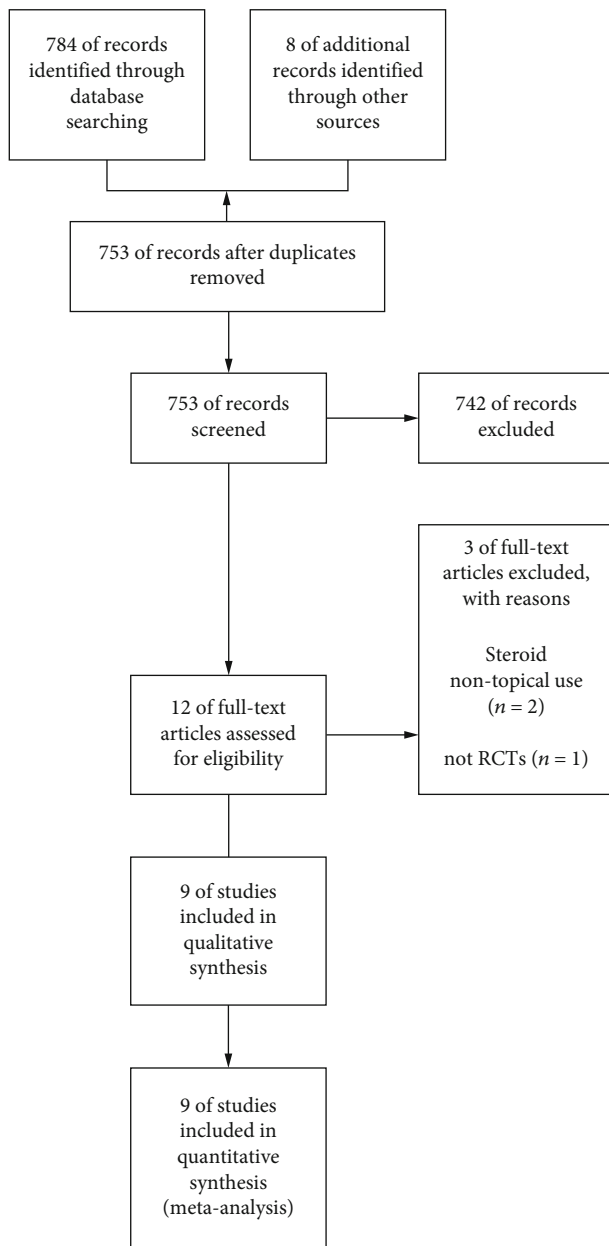 784 of records
identified through
database
searching
8 of additional
records identified
through other
sources
753 of records after duplicates
removed
753 of records
screened
742 of records
excluded
3 of full-text
articles excluded,
with reasons
Steroid
non-topical use
(n = 2)
not RCTs (n = 1)
12 of full-text
articles assessed
for eligibility
9 of studies
included in
qualitative
synthesis
9 of studies
included in
quantitative
synthesis
(meta-analysis)